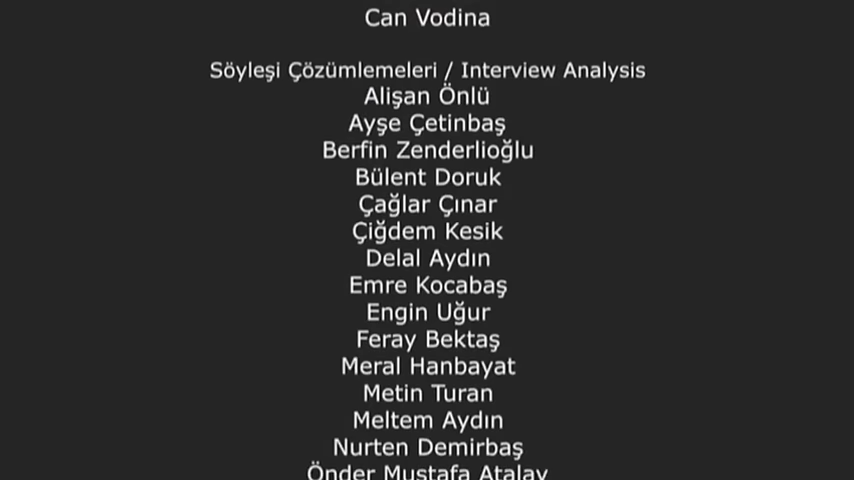 Can Vodina
Söyleşi Çözümlemeleri / Interview Analysis
Alişan Önlü
Ayşe Çetinbaş
Berfin Zenderlioğlu
Bülent Doruk
Çağlar Çınar
Çiğdem Kesik
Delal Aydın
Emre Kocabaş
Engin Uğur
Feray Bektaş
Meral Hanbayat
Metin Turan
Meltem Aydın
Nurten Demirbaş
Önder Mustafa Atalay